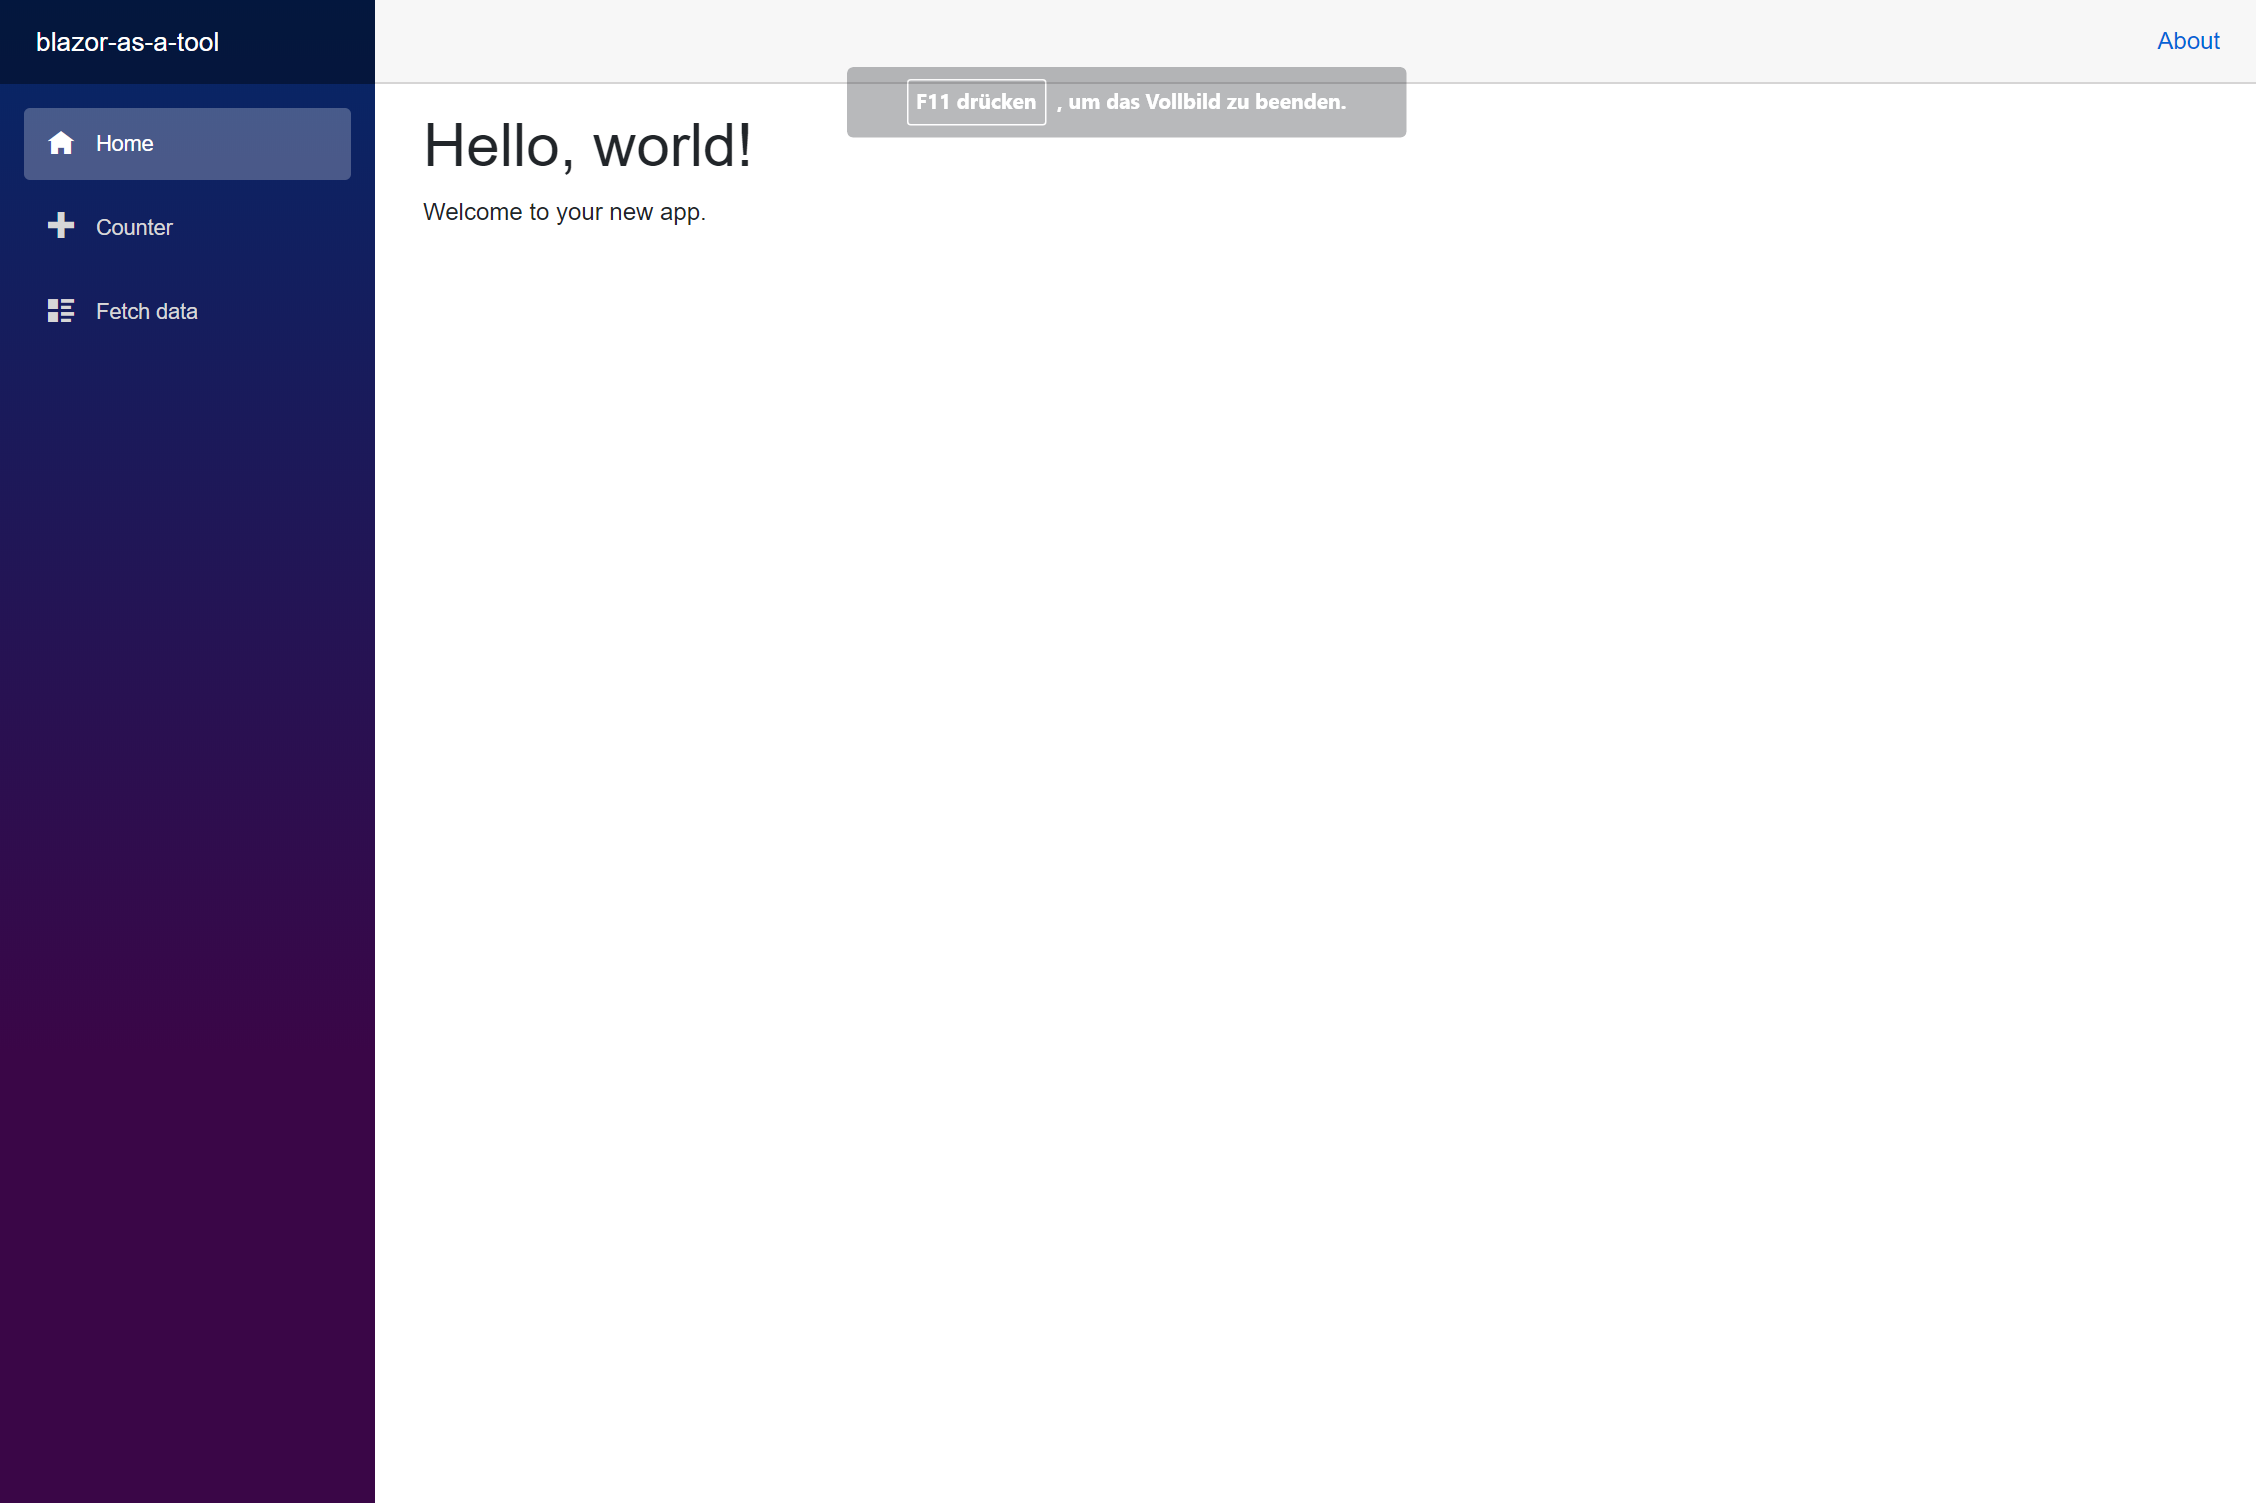 blazor-as-a-tool
About
F11 drücken , um das Vollbild zu beenden.
Home
Counter
Fetch data
Hello, world!
Welcome to your new app.